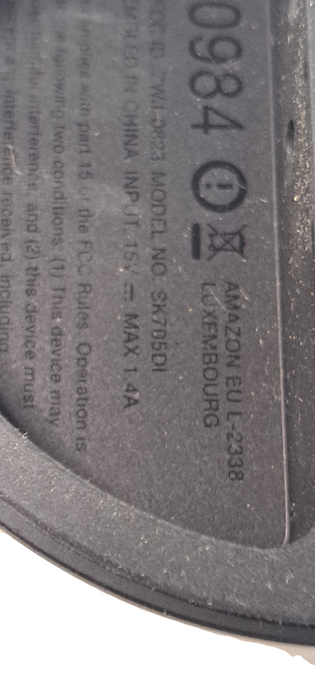 0984
AMAZON EU L-2338
LUXEMBOURG
MODEL NO. SK705DI
IN CHINA INPUT: 15V ⎓ MAX 1.4A
with part 15 of the FCC Rules. Operation is
following two conditions: (1) This device may
interference, and (2) this device must
interference received, including